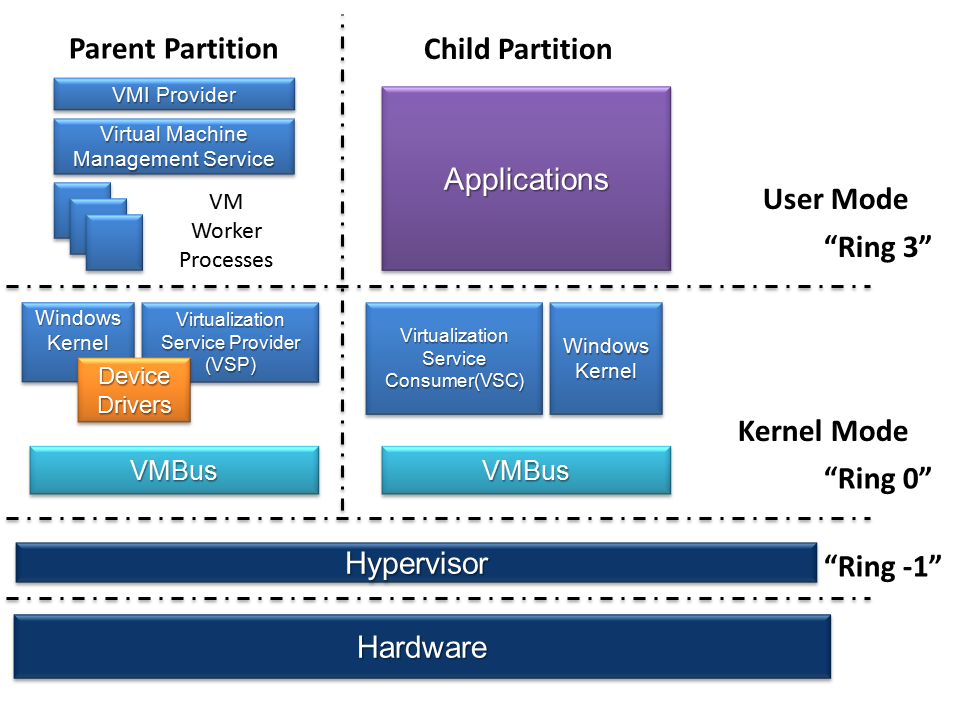 Parent Partition
Child Partition
VMI Provider
Virtual Machine
Management Service
VM
Worker
Processes
Applications
User Mode
“Ring 3”
Windows
Kernel
Virtualization
Service Provider
(VSP)
Device
Drivers
Virtualization
Service
Consumer(VSC)
Windows
Kernel
Kernel Mode
“Ring 0”
VMBus
VMBus
Hypervisor
“Ring -1”
Hardware